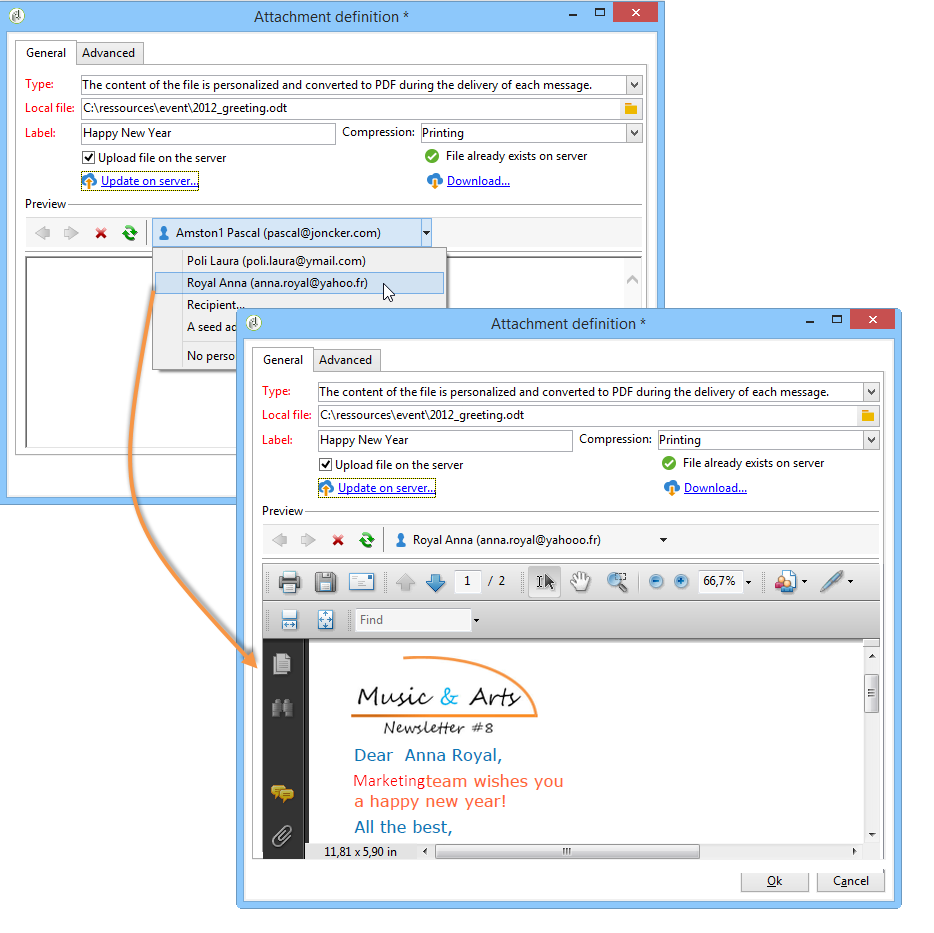 Attachment definition *
General Advanced
Type: The content of the file is personalized and converted to PDF during the delivery of each message.
Local file: C:\ressources\event\2012_greeting.odt
Label: Happy New Year Compression: Printing
Upload file on the server File already exists on server
Update on server... Download...
Preview
Amston1 Pascal (pascal@joncker.com)
Poli Laura (poli.laura@ymail.com)
Royal Anna (anna.royal@yahoo.fr)
Recipient...
A seed
No
Attachment definition *
General Advanced
Type: The content of the file is personalized and converted to PDF during the delivery of each message.
Local file: C:\ressources\event\2012_greeting.odt
Label: Happy New Year Compression: Printing
Upload file on the server File already exists on server
Update on server... Download...
Preview
Royal Anna (anna.royal@yahooo.fr)
1 / 2 66,7%
Find
Music & Arts
Newsletter #8
Dear Anna Royal,
Marketing team wishes you
a happy new year!
All the best,
11,81 x 5,90 in
Ok Cancel